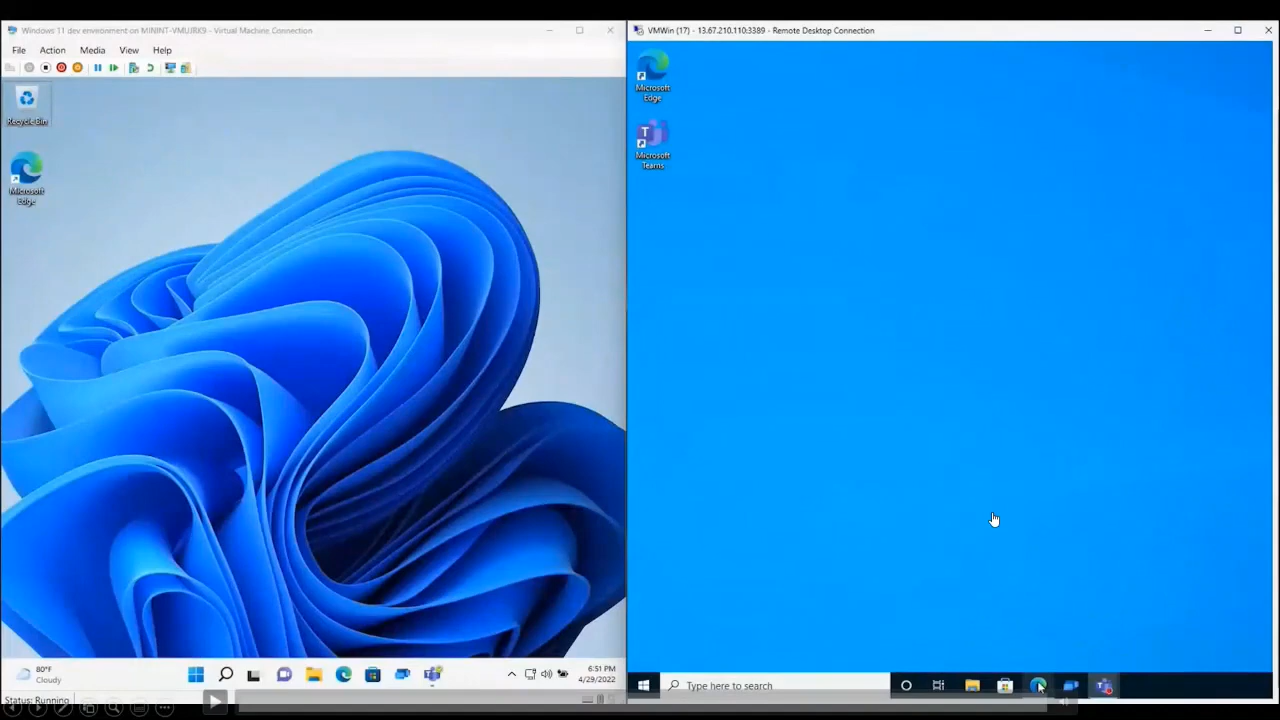 Windows 11 dev environment on MININT-VMUJRK9 - Virtual Machine Connection
File Action Media View Help
Recycle Bin
Microsoft
Edge
80°F
Cloudy
6:51 PM
4/29/2022
Status: Running
VMWin (17) - 13.67.210.110:3389 - Remote Desktop Connection
Microsoft
Edge
T
Microsoft
Teams
Type here to search